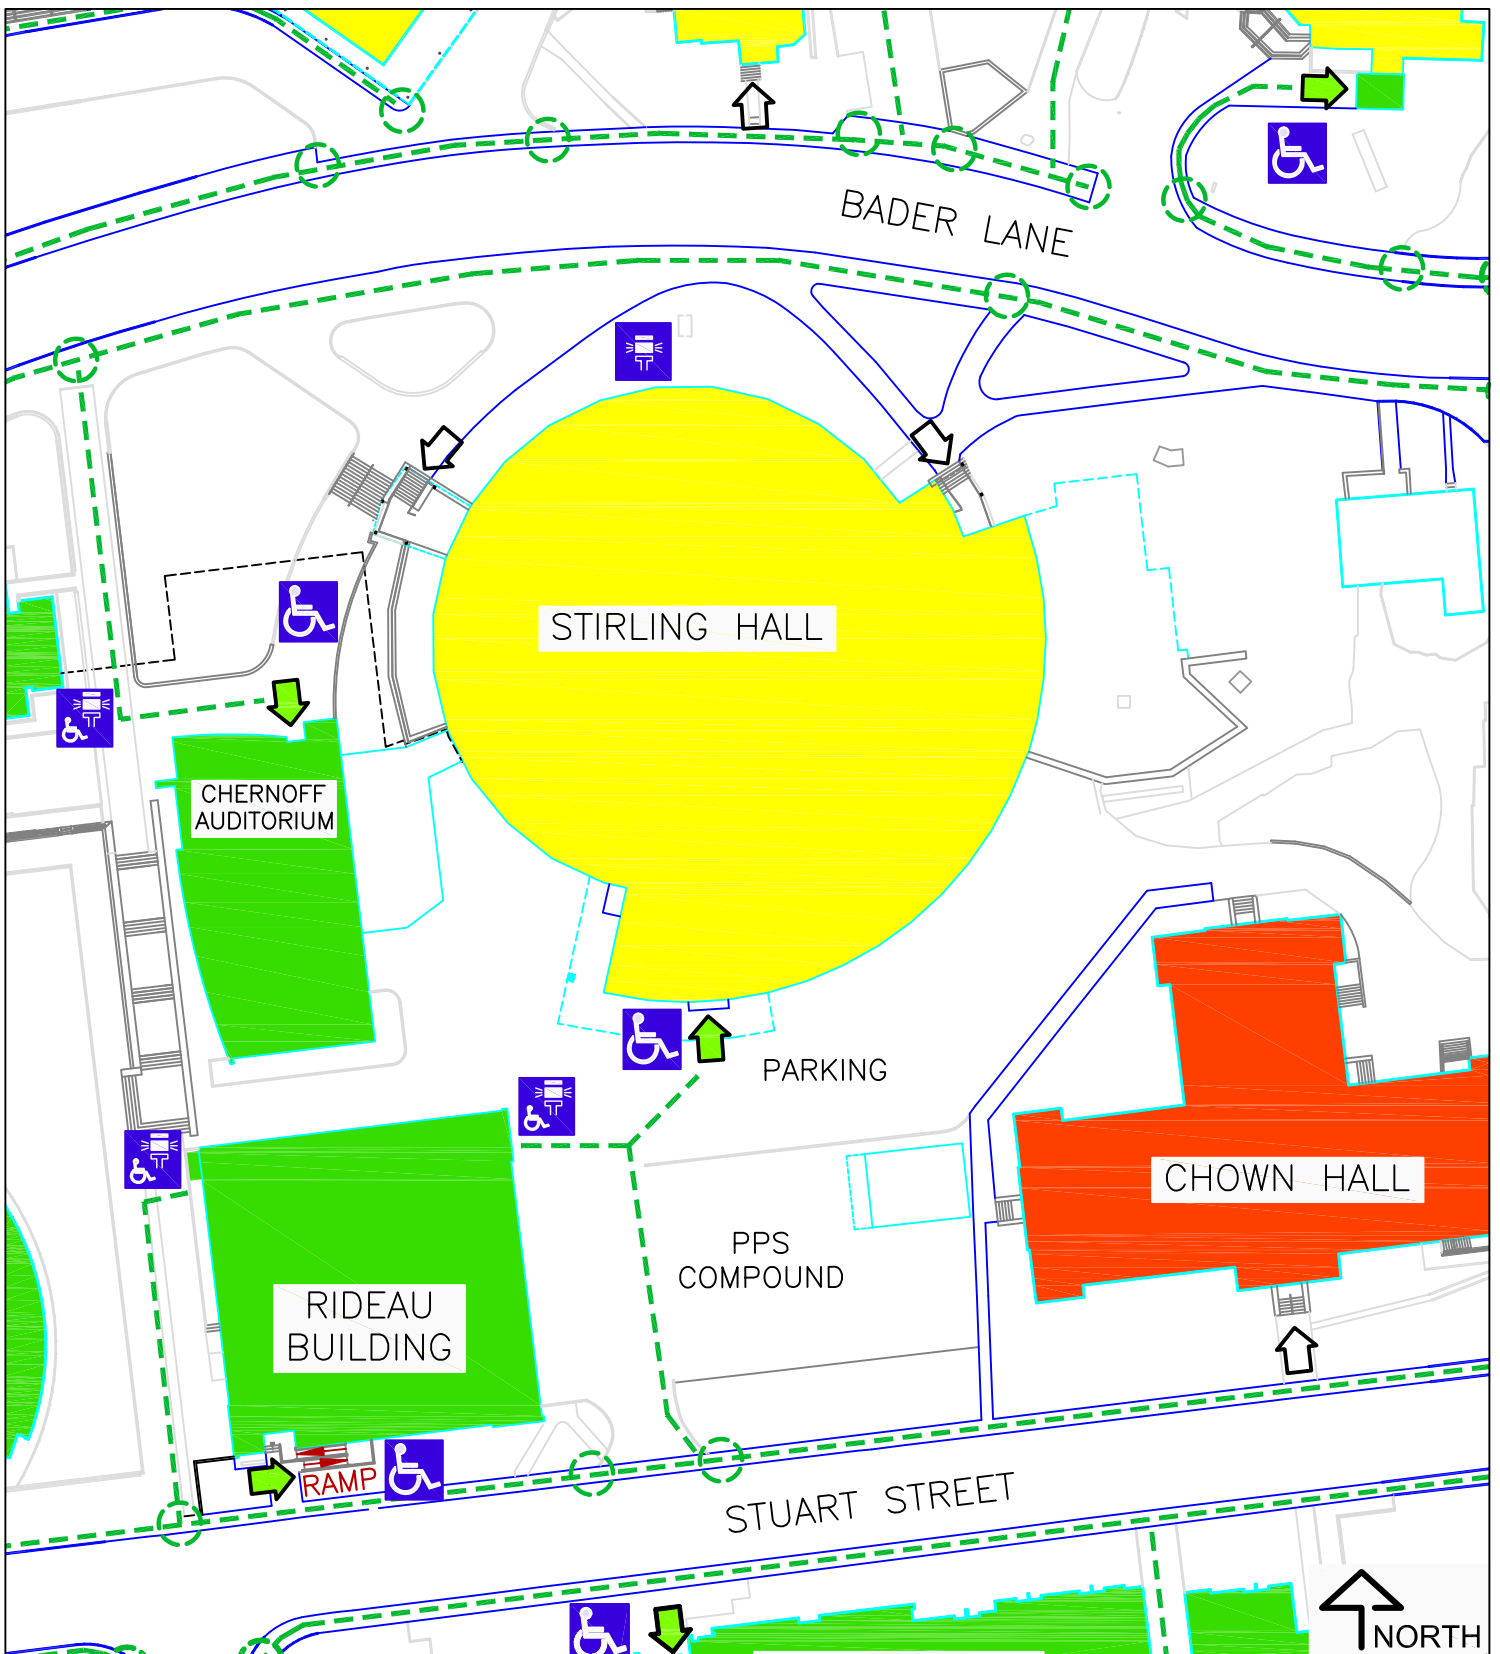 BADER LANE
STIRLING HALL
CHERNOFF
AUDITORIUM
PARKING
CHOWN HALL
PPS
COMPOUND
RIDEAU
BUILDING
RAMP
STUART STREET
NORTH